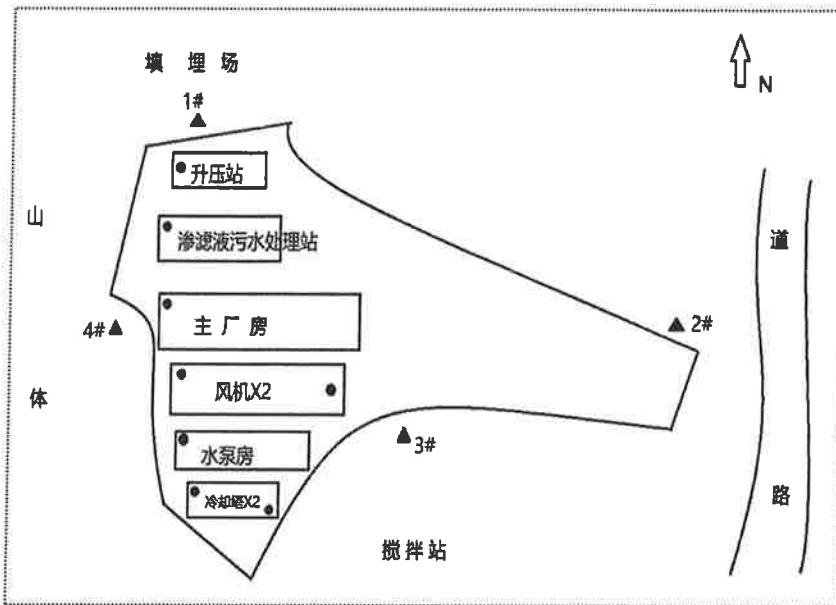 填 埋 场
1#
N
升压站
山
渗滤液污水处理站
道
主 厂 房
2#
4#
体
风机X2
3#
水泵房
冷却塔X2
路
搅拌站